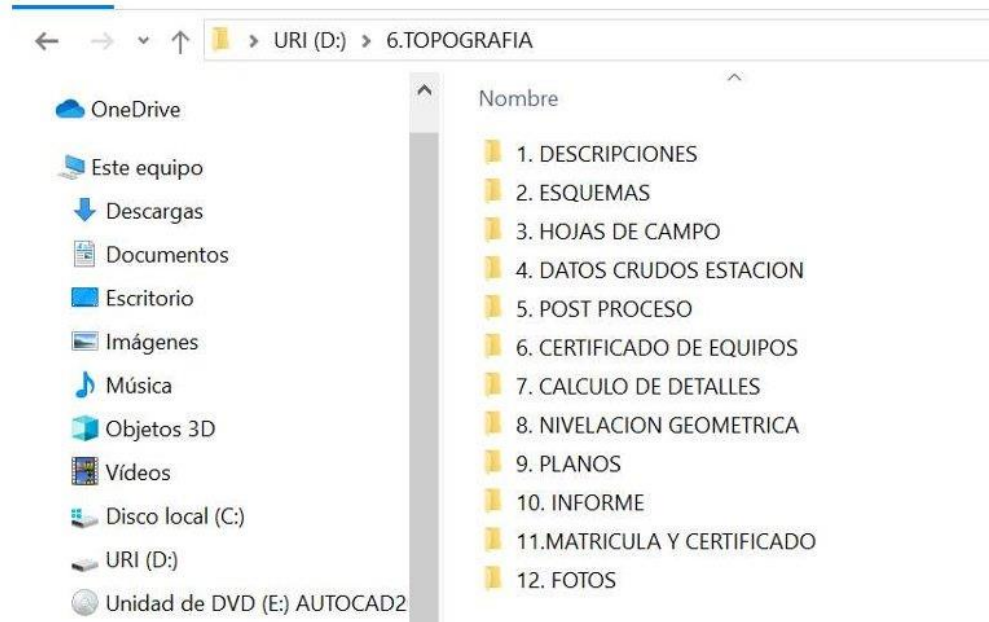 URI (D:) > 6.TOPOGRAFIA
OneDrive
Este equipo
Descargas
Documentos
Escritorio
Imágenes
Música
Objetos 3D
Vídeos
Disco local (C:)
URI (D:)
Unidad de DVD (E:) AUTOCAD2
Nombre
1. DESCRIPCIONES
2. ESQUEMAS
3. HOJAS DE CAMPO
4. DATOS CRUDOS ESTACION
5. POST PROCESO
6. CERTIFICADO DE EQUIPOS
7. CALCULO DE DETALLES
8. NIVELACION GEOMETRICA
9. PLANOS
10. INFORME
11.MATRICULA Y CERTIFICADO
12. FOTOS